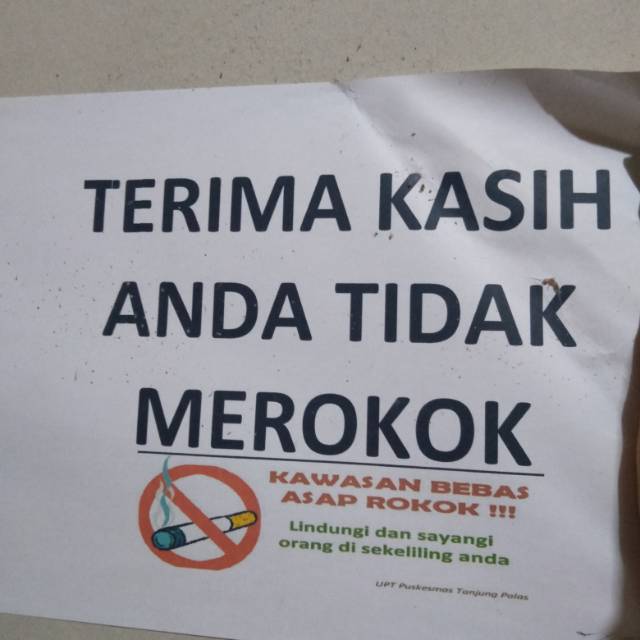 TERIMA KASIH
ANDA TIDAK
MEROKOK
KAWASAN BEBAS
ASAP ROKOK !!!
Lindungi dan sayangi
orang di sekeliling anda
UPT Puskesmas Tanjung Palas